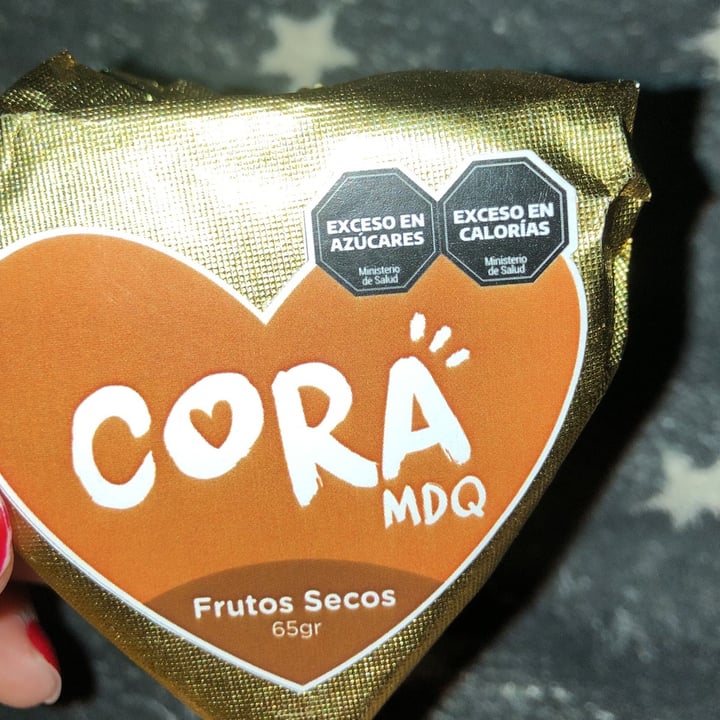 EXCESO EN
AZÚCARES
Ministerio
de Salud
EXCESO EN
CALORÍAS
Ministerio
de Salud
CORA
MDQ
Frutos Secos
65gr